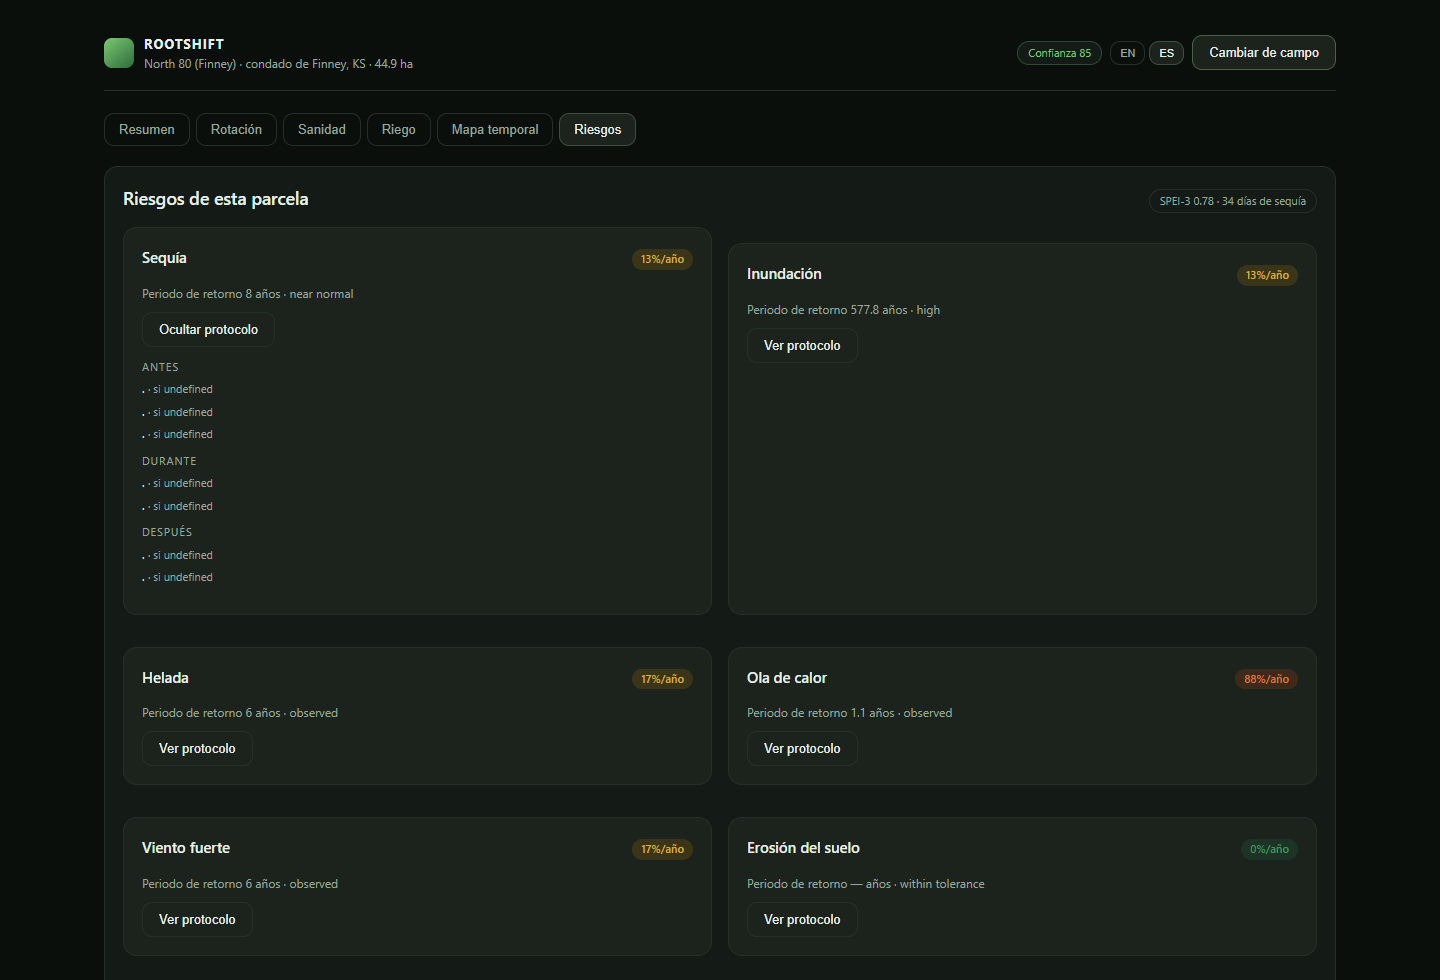 ROOTSHIFT
North 80 (Finney) · condado de Finney, KS · 44.9 ha
Confianza 85
EN
ES
Cambiar de campo
Resumen
Rotación
Sanidad
Riego
Mapa temporal
Riesgos
Riesgos de esta parcela
SPEI-3 0.78 · 34 días de sequía
Sequía
13%/año
Periodo de retorno 8 años · near normal
Ocultar protocolo
ANTES
. · si undefined
. · si undefined
. · si undefined
DURANTE
. · si undefined
. · si undefined
DESPUÉS
. · si undefined
. · si undefined
Inundación
13%/año
Periodo de retorno 577.8 años · high
Ver protocolo
Helada
17%/año
Periodo de retorno 6 años · observed
Ver protocolo
Ola de calor
88%/año
Periodo de retorno 1.1 años · observed
Ver protocolo
Viento fuerte
17%/año
Periodo de retorno 6 años · observed
Ver protocolo
Erosión del suelo
0%/año
Periodo de retorno — años · within tolerance
Ver protocolo